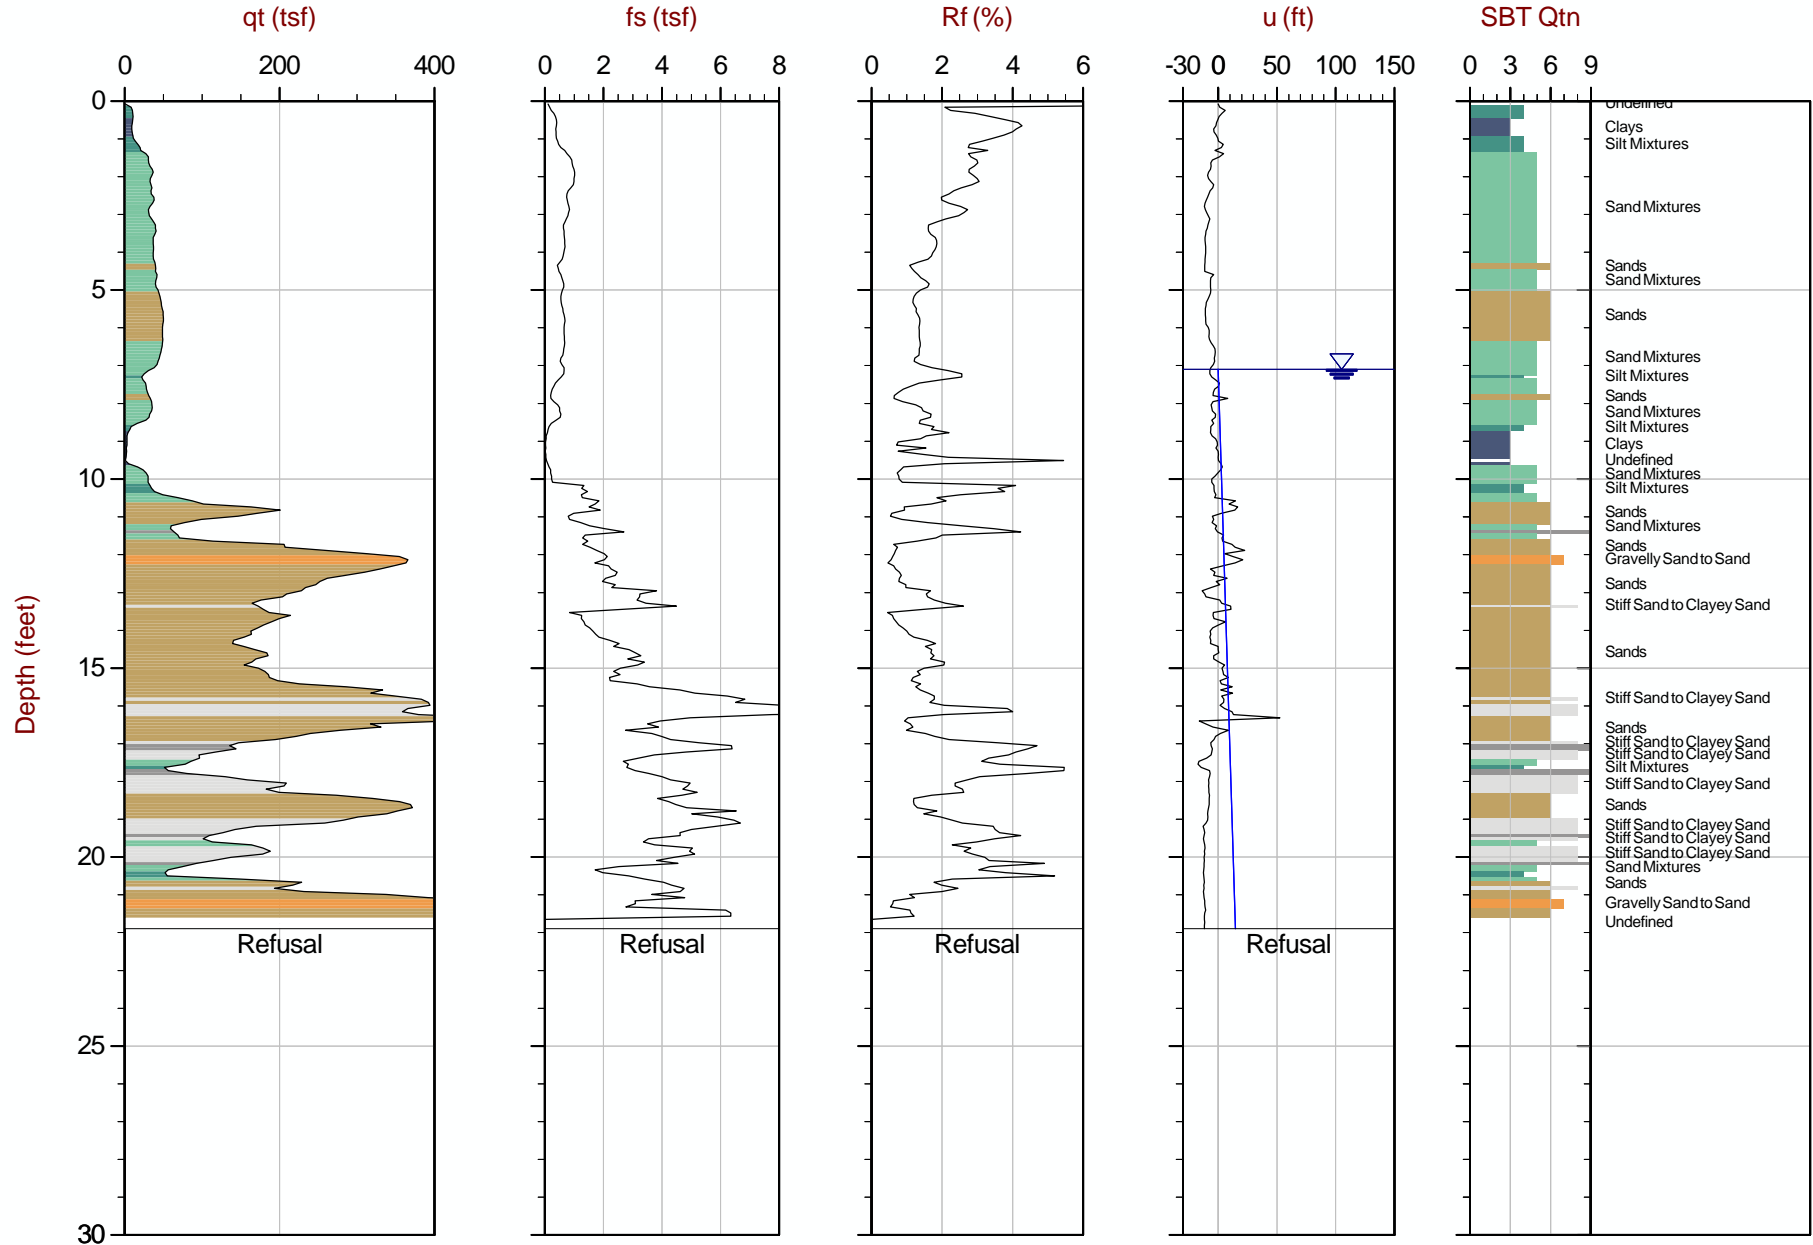 qt (tsf)
fs (tsf)
Rf (%)
u (ft)
SBT Qtn
0 200 400
0 2 4 6 8
0 2 4 6
-30 0 50 100 150
0 3 6 9
Depth (feet)
0
5
10
15
20
25
30
Undefined
Clays
Silt Mixtures
Sand Mixtures
Sands
Sand Mixtures
Sands
Sand Mixtures
Silt Mixtures
Sands
Sand Mixtures
Silt Mixtures
Clays
Undefined
Sand Mixtures
Silt Mixtures
Sands
Sand Mixtures
Sands
Gravelly Sand to Sand
Sands
Stiff Sand to Clayey Sand
Sands
Stiff Sand to Clayey Sand
Sands
Stiff Sand to Clayey Sand
Stiff Sand to Clayey Sand
Silt Mixtures
Stiff Sand to Clayey Sand
Sands
Stiff Sand to Clayey Sand
Stiff Sand to Clayey Sand
Stiff Sand to Clayey Sand
Sand Mixtures
Sands
Gravelly Sand to Sand
Undefined
Refusal
Refusal
Refusal
Refusal